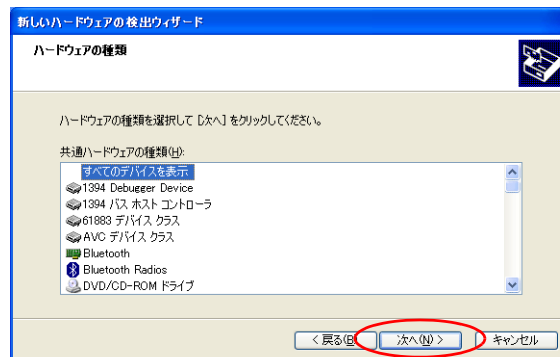 新しいハードウェアの検出ウィザード
ハードウェアの種類
ハードウェアの種類を選択して [次へ] をクリックしてください。
共通ハードウェアの種類(H):
すべてのデバイスを表示
1394 Debugger Device
1394 バス ホスト コントローラ
61883 デバイス クラス
AVC デバイス クラス
Bluetooth
Bluetooth Radios
DVD/CD-ROM ドライブ
< 戻る(B) 次へ(N) > キャンセル